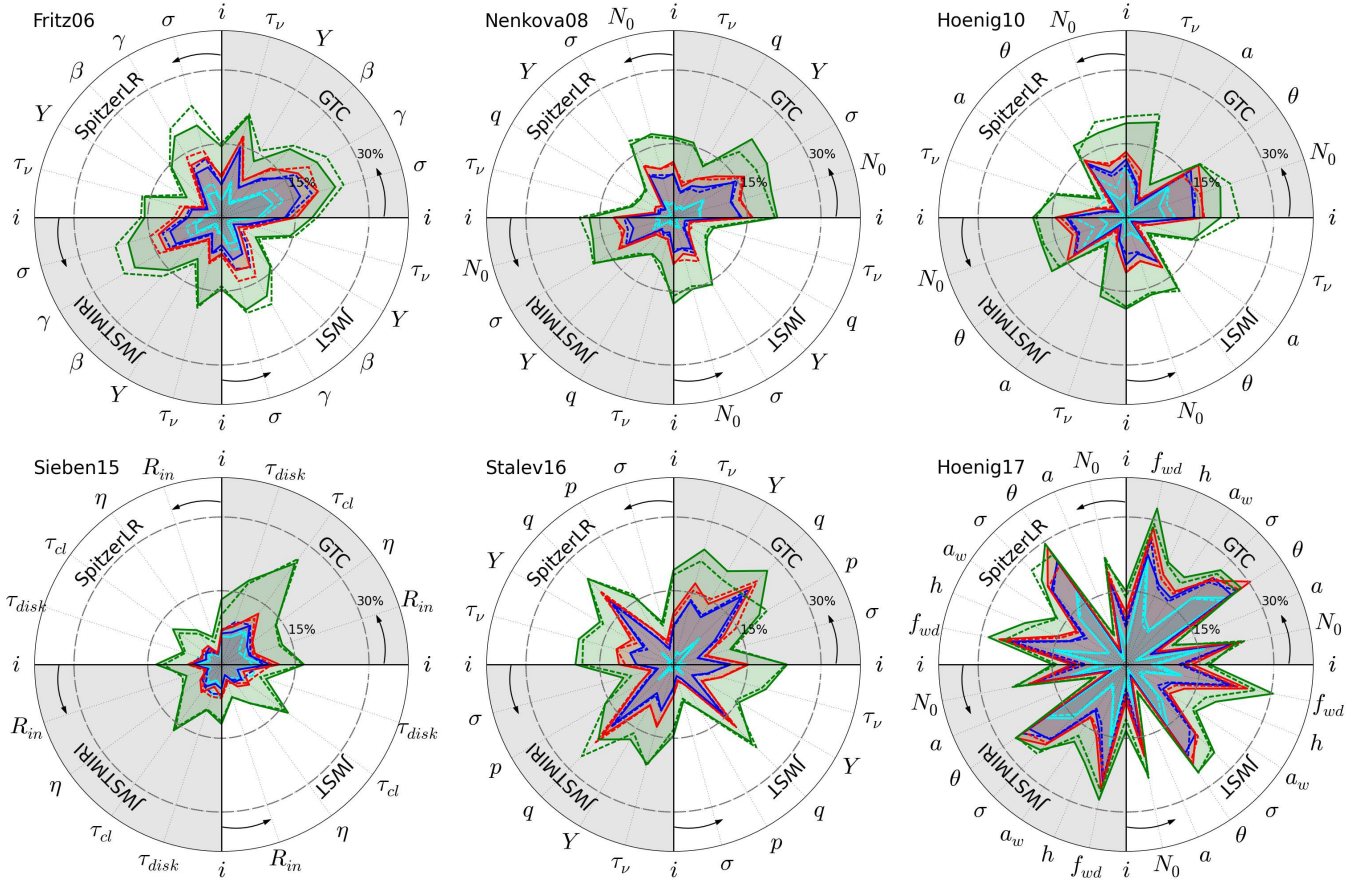 Fritz06
i
τ_ν
Y
β
γ
σ
i
τ_ν
Y
β
γ
σ
i
τ_ν
Y
β
γ
σ
i
τ_ν
Y
β
γ
σ
SpitzerLR
GTC
JWSTMIRI
JWST
15%
30%
Nenkova08
i
τ_ν
q
Y
σ
N_0
i
τ_ν
q
Y
σ
N_0
i
τ_ν
q
Y
σ
N_0
i
τ_ν
q
Y
σ
N_0
SpitzerLR
GTC
JWSTMIRI
JWST
15%
30%
Hoenig10
i
τ_ν
a
θ
N_0
i
τ_ν
a
θ
N_0
i
τ_ν
a
θ
N_0
i
τ_ν
a
θ
N_0
SpitzerLR
GTC
JWSTMIRI
JWST
15%
30%
Sieben15
i
τ_disk
τ_cl
η
R_in
i
τ_disk
τ_cl
η
R_in
i
τ_disk
τ_cl
η
R_in
i
τ_disk
τ_cl
η
R_in
SpitzerLR
GTC
JWSTMIRI
JWST
15%
30%
Stalev16
i
τ_ν
Y
q
p
σ
i
τ_ν
Y
q
p
σ
i
τ_ν
Y
q
p
σ
i
τ_ν
Y
q
p
σ
SpitzerLR
GTC
JWSTMIRI
JWST
15%
30%
Hoenig17
i
f_wd
h
a_w
σ
θ
a
N_0
i
f_wd
h
a_w
σ
θ
a
N_0
i
f_wd
h
a_w
σ
θ
a
N_0
i
f_wd
h
a_w
σ
θ
a
N_0
SpitzerLR
GTC
JWSTMIRI
JWST
15%
30%